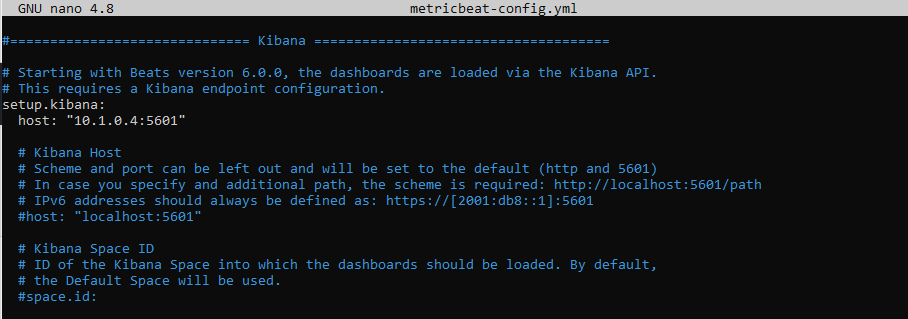 GNU nano 4.8 metricbeat-config.yml
#============================== Kibana =====================================
# Starting with Beats version 6.0.0, the dashboards are loaded via the Kibana API.
# This requires a Kibana endpoint configuration.
setup.kibana:
  host: "10.1.0.4:5601"
  # Kibana Host
  # Scheme and port can be left out and will be set to the default (http and 5601)
  # In case you specify and additional path, the scheme is required: http://localhost:5601/path
  # IPv6 addresses should always be defined as: https://[2001:db8::1]:5601
  #host: "localhost:5601"
  # Kibana Space ID
  # ID of the Kibana Space into which the dashboards should be loaded. By default,
  # the Default Space will be used.
  #space.id: